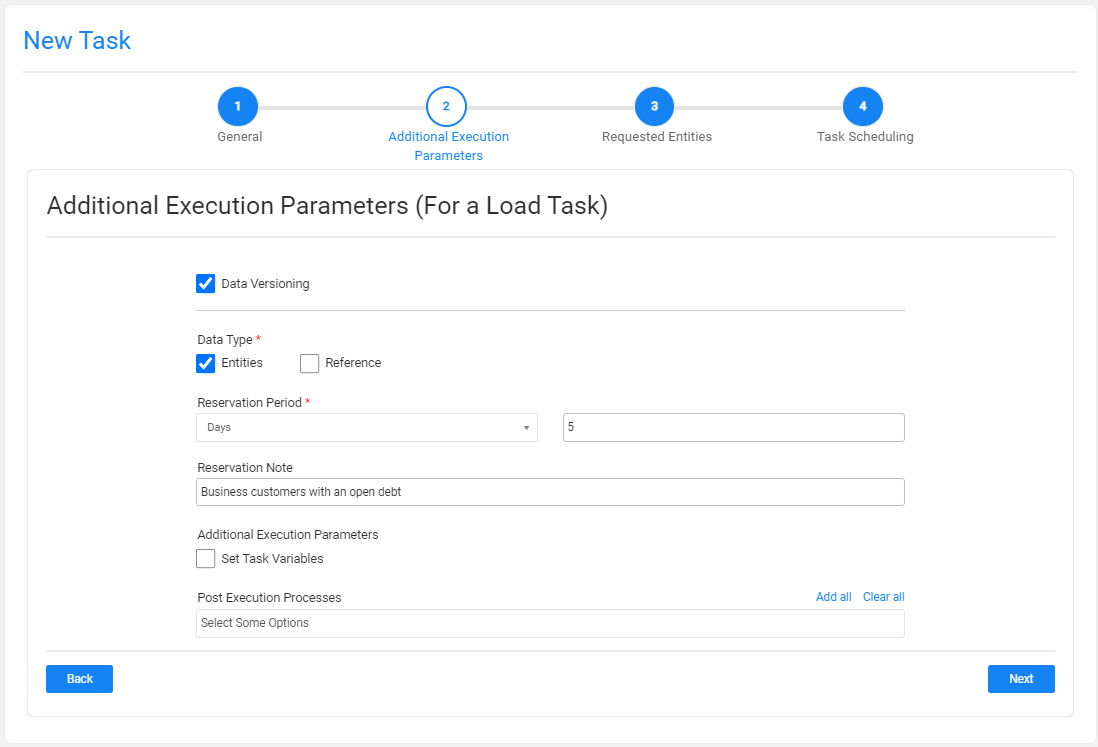 New Task
1
2
3
4
General
Additional Execution
Parameters
Requested Entities
Task Scheduling
Additional Execution Parameters (For a Load Task)
Data Versioning
Data Type *
Entities
Reference
Reservation Period *
Days
5
Reservation Note
Business customers with an open debt
Additional Execution Parameters
Set Task Variables
Post Execution Processes
Add all
Clear all
Select Some Options
Back
Next